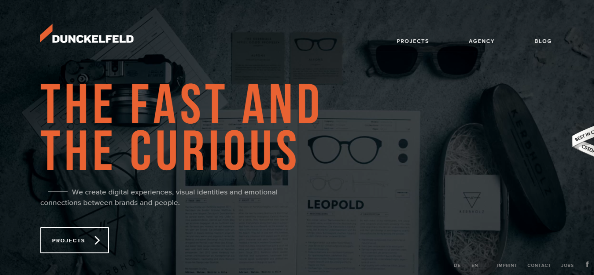 DUNCKELFELD
PROJECTS
AGENCY
BLOG
THE FAST AND
THE CURIOUS
We create digital experiences, visual identities and emotional
connections between brands and people.
LEOPOLD
PROJECTS
DE
EN
IMPRINT
CONTACT
JOBS
f